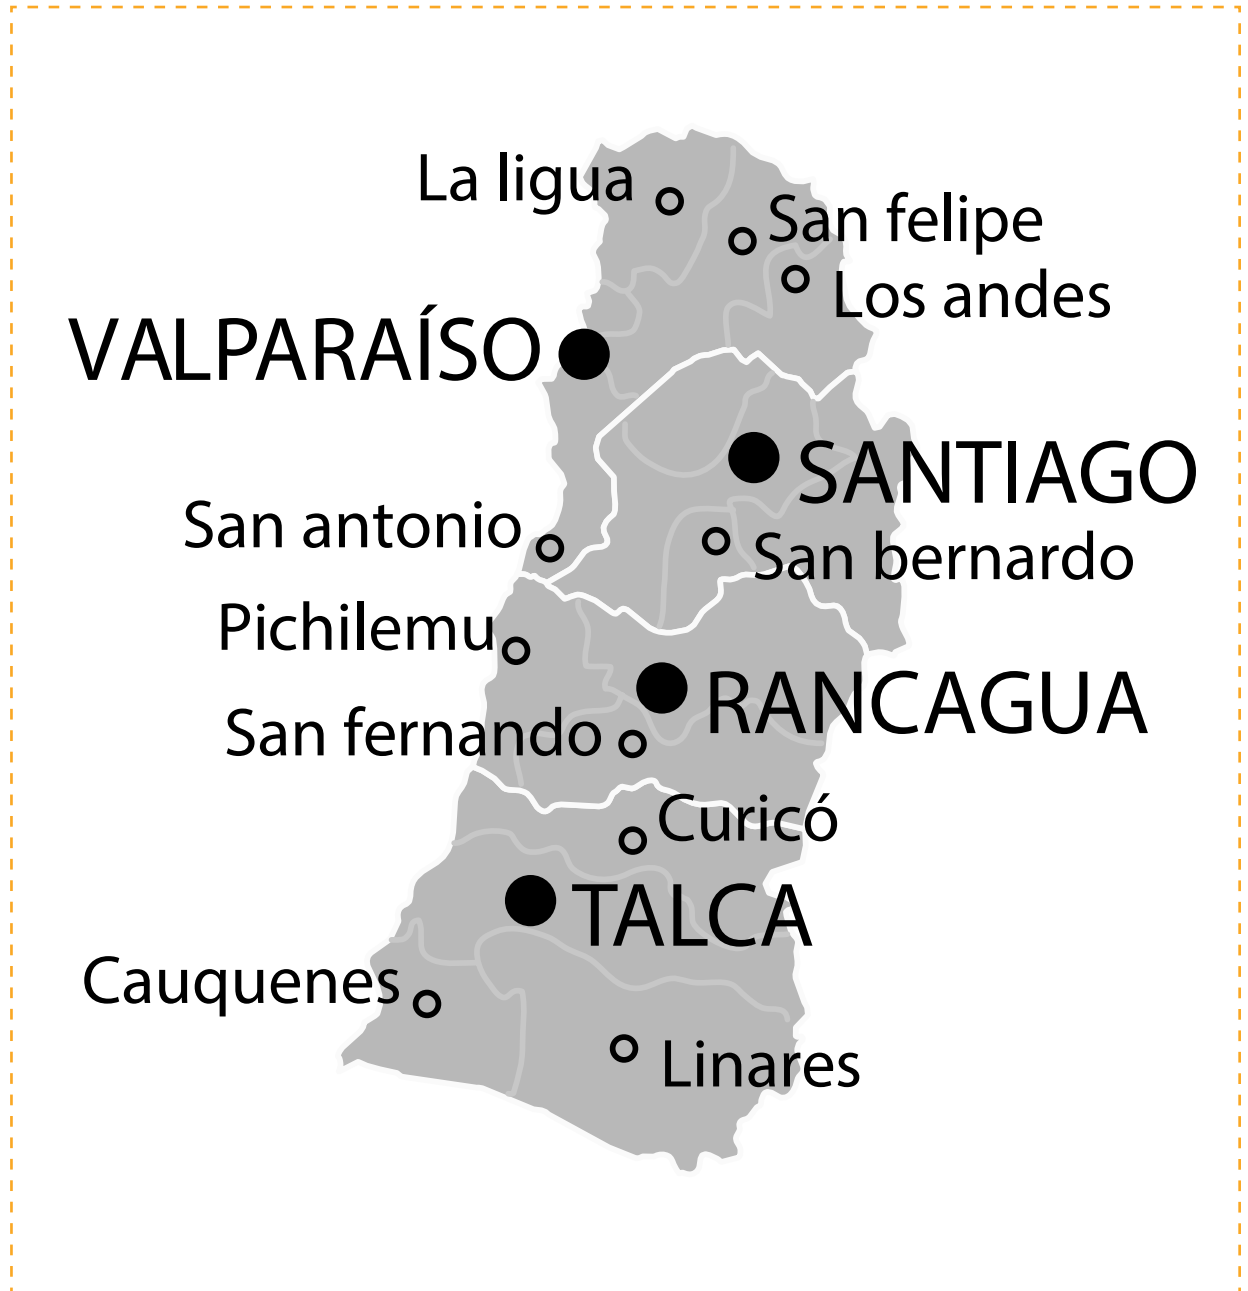 La ligua
San felipe
Los andes
VALPARAÍSO
SANTIAGO
San antonio
San bernardo
Pichilemu
RANCAGUA
San fernando
Curicó
TALCA
Cauquenes
Linares